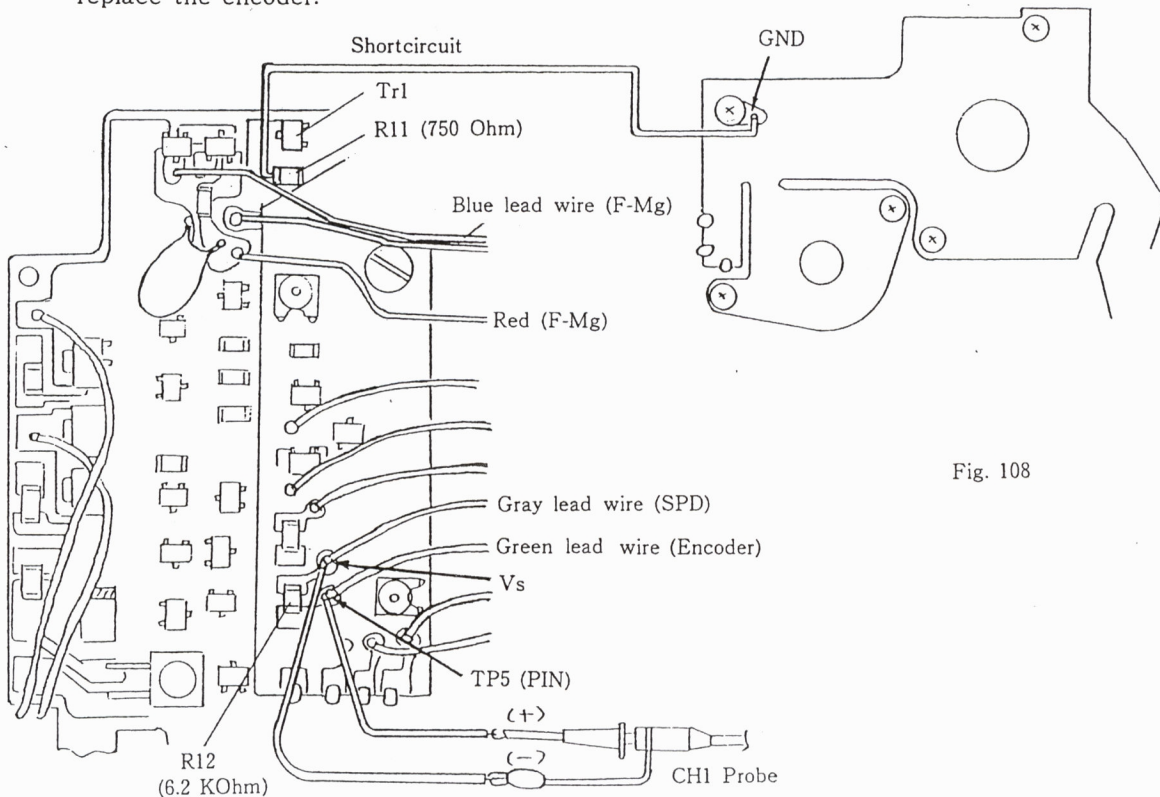 replace the encoder.
Shortcircuit
GND
Tr1
R11 (750 Ohm)
Blue lead wire (F-Mg)
Red (F-Mg)
Fig. 108
Gray lead wire (SPD)
Green lead wire (Encoder)
Vs
TP5 (PIN)
(+)
R12
(6.2 KOhm)
(-)
CH1 Probe